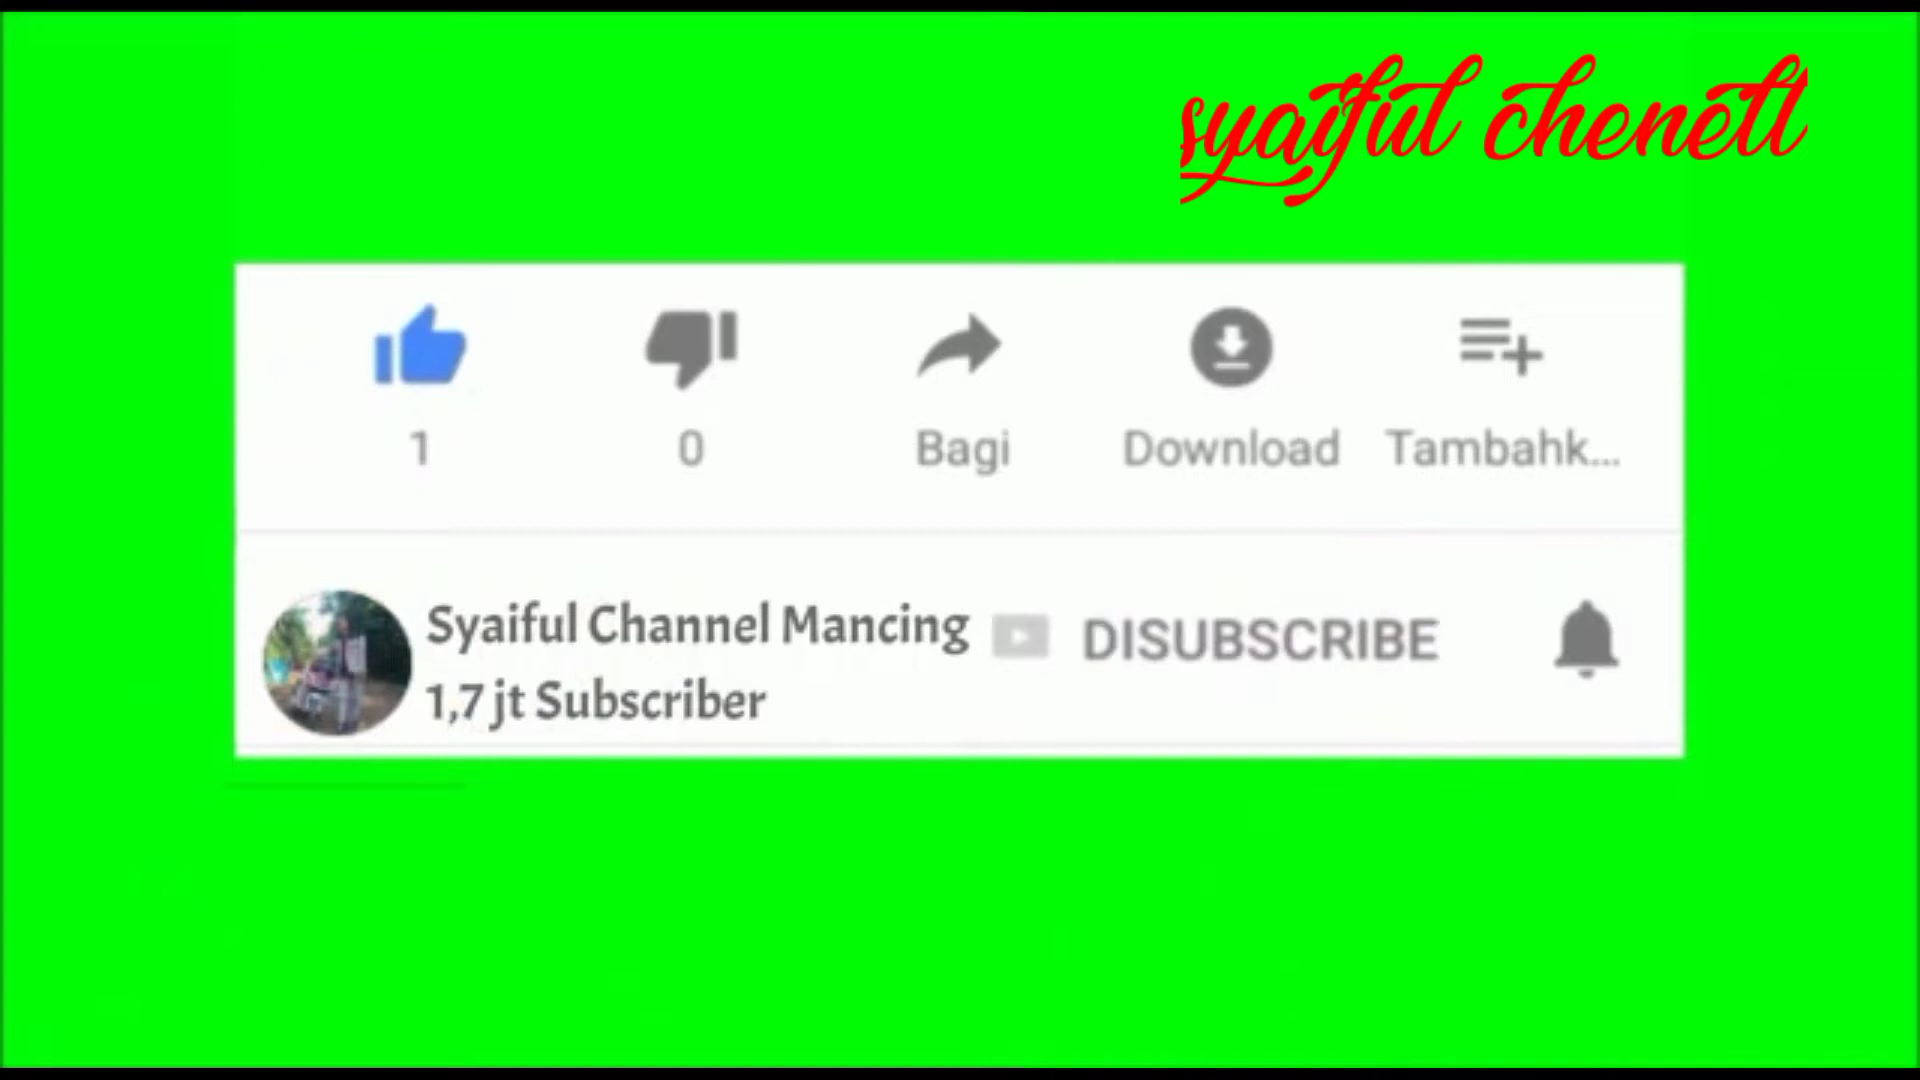 syaiful chenell
1
0
Bagi
Download
Tambahk...
Syaiful Channel Mancing
DISUBSCRIBE
1,7 jt Subscriber